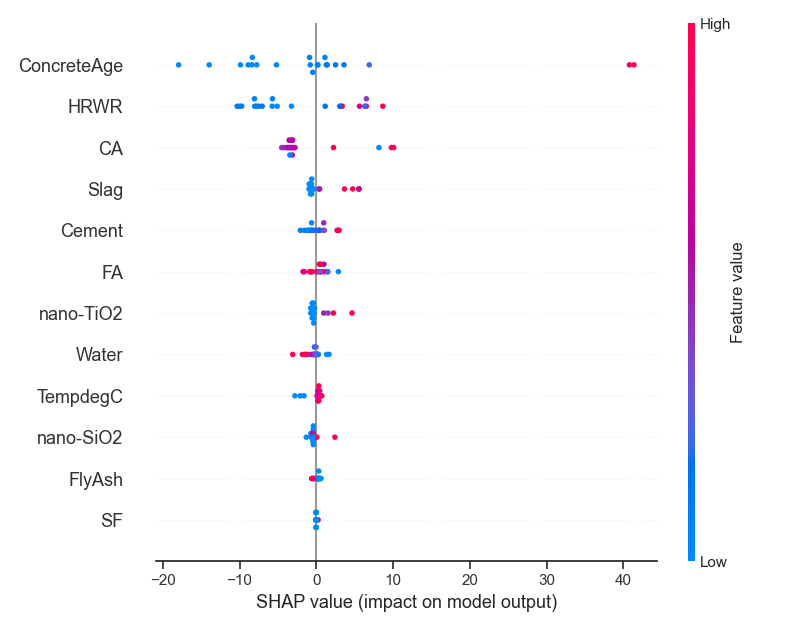 High
ConcreteAge
HRWR
CA
Slag
Cement
FA
nano-TiO2
Water
TempdegC
nano-SiO2
FlyAsh
SF
Feature value
Low
−20 −10 0 10 20 30 40
SHAP value (impact on model output)